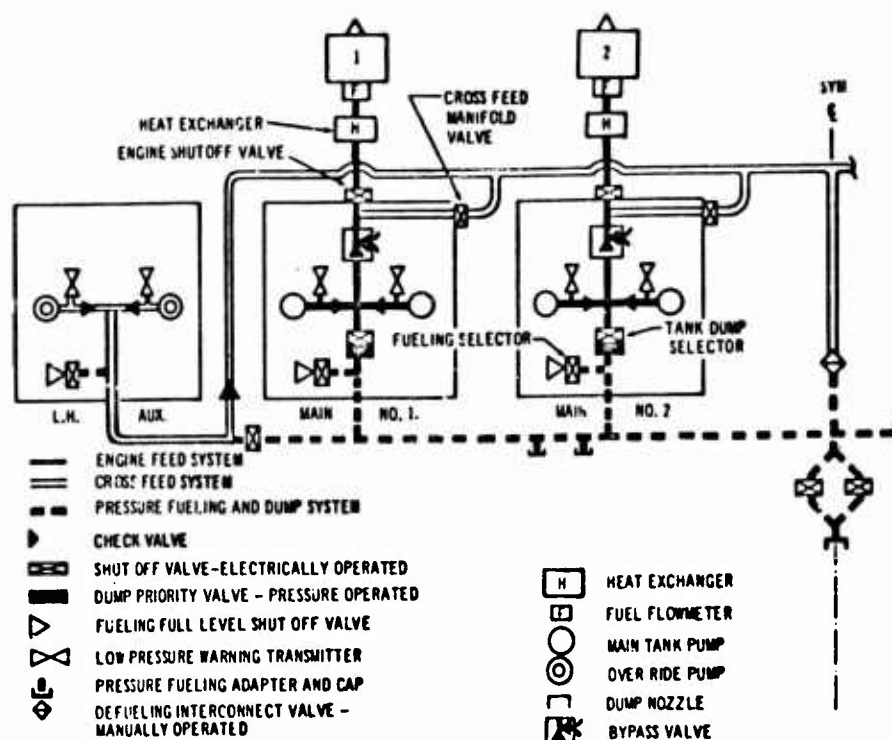 1
2
F
F
CROSS FEED
MANIFOLD
VALVE
SYM
℄
HEAT EXCHANGER
H
H
ENGINE SHUTOFF VALVE
FUELING SELECTOR
TANK DUMP
SELECTOR
L.H. AUX.
MAIN NO. 1.
MAIN NO. 2
ENGINE FEED SYSTEM
CROSS FEED SYSTEM
PRESSURE FUELING AND DUMP SYSTEM
CHECK VALVE
SHUT OFF VALVE-ELECTRICALLY OPERATED
DUMP PRIORITY VALVE - PRESSURE OPERATED
FUELING FULL LEVEL SHUT OFF VALVE
LOW PRESSURE WARNING TRANSMITTER
PRESSURE FUELING ADAPTER AND CAP
DEFUELING INTERCONNECT VALVE -
MANUALLY OPERATED
H HEAT EXCHANGER
F FUEL FLOWMETER
MAIN TANK PUMP
OVER RIDE PUMP
DUMP NOZZLE
BYPASS VALVE